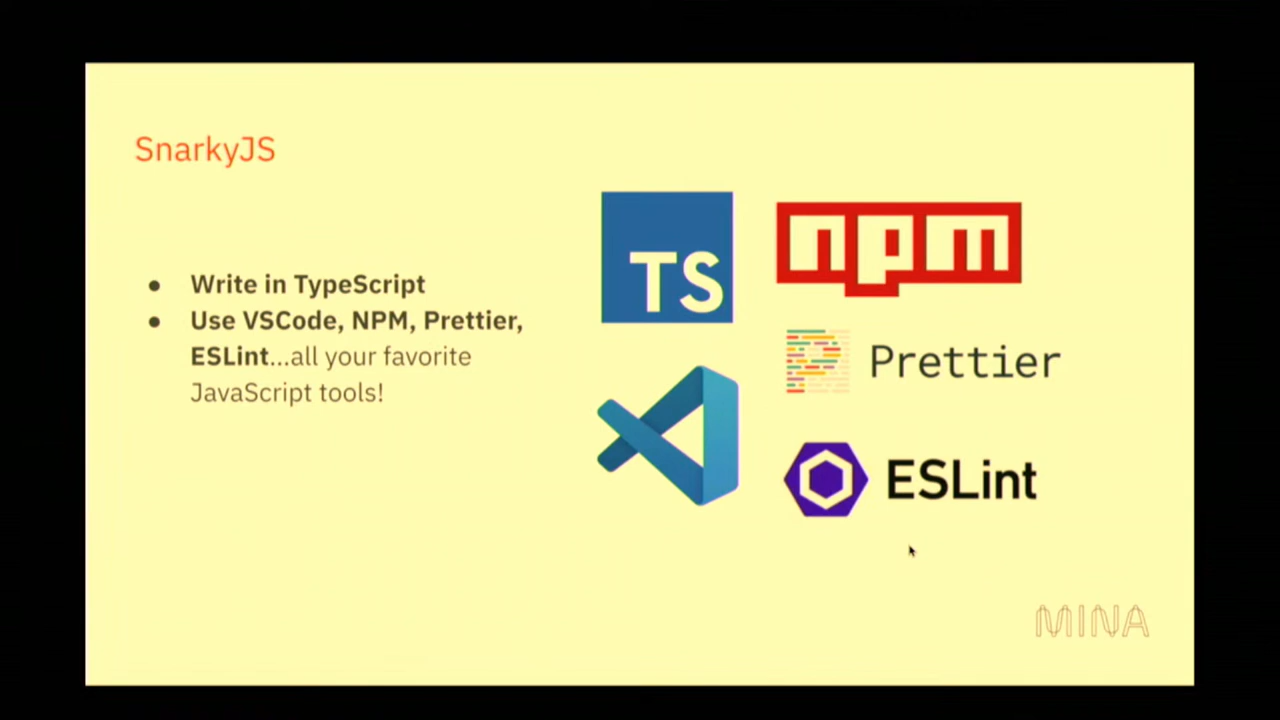 SnarkyJS
● Write in TypeScript
● Use VSCode, NPM, Prettier,
ESLint...all your favorite
JavaScript tools!
TS
npm
Prettier
ESLint
MINA